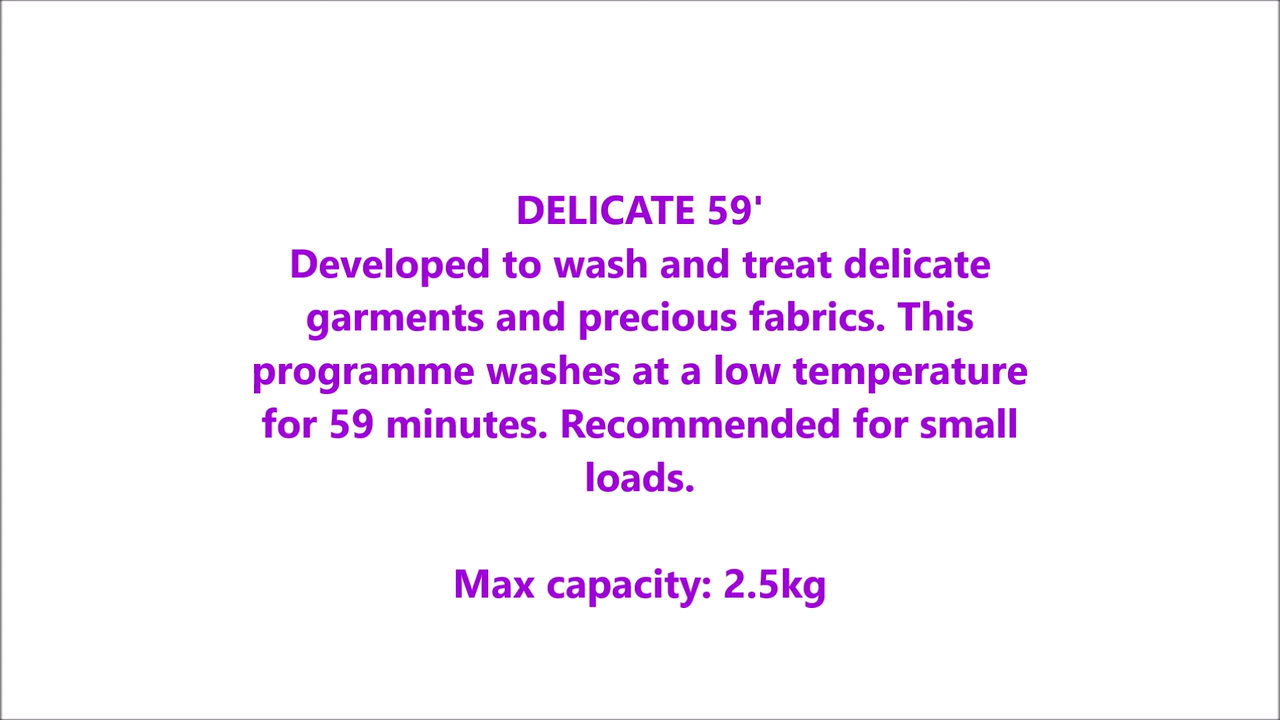 DELICATE 59'
Developed to wash and treat delicate
garments and precious fabrics. This
programme washes at a low temperature
for 59 minutes. Recommended for small
loads.
Max capacity: 2.5kg